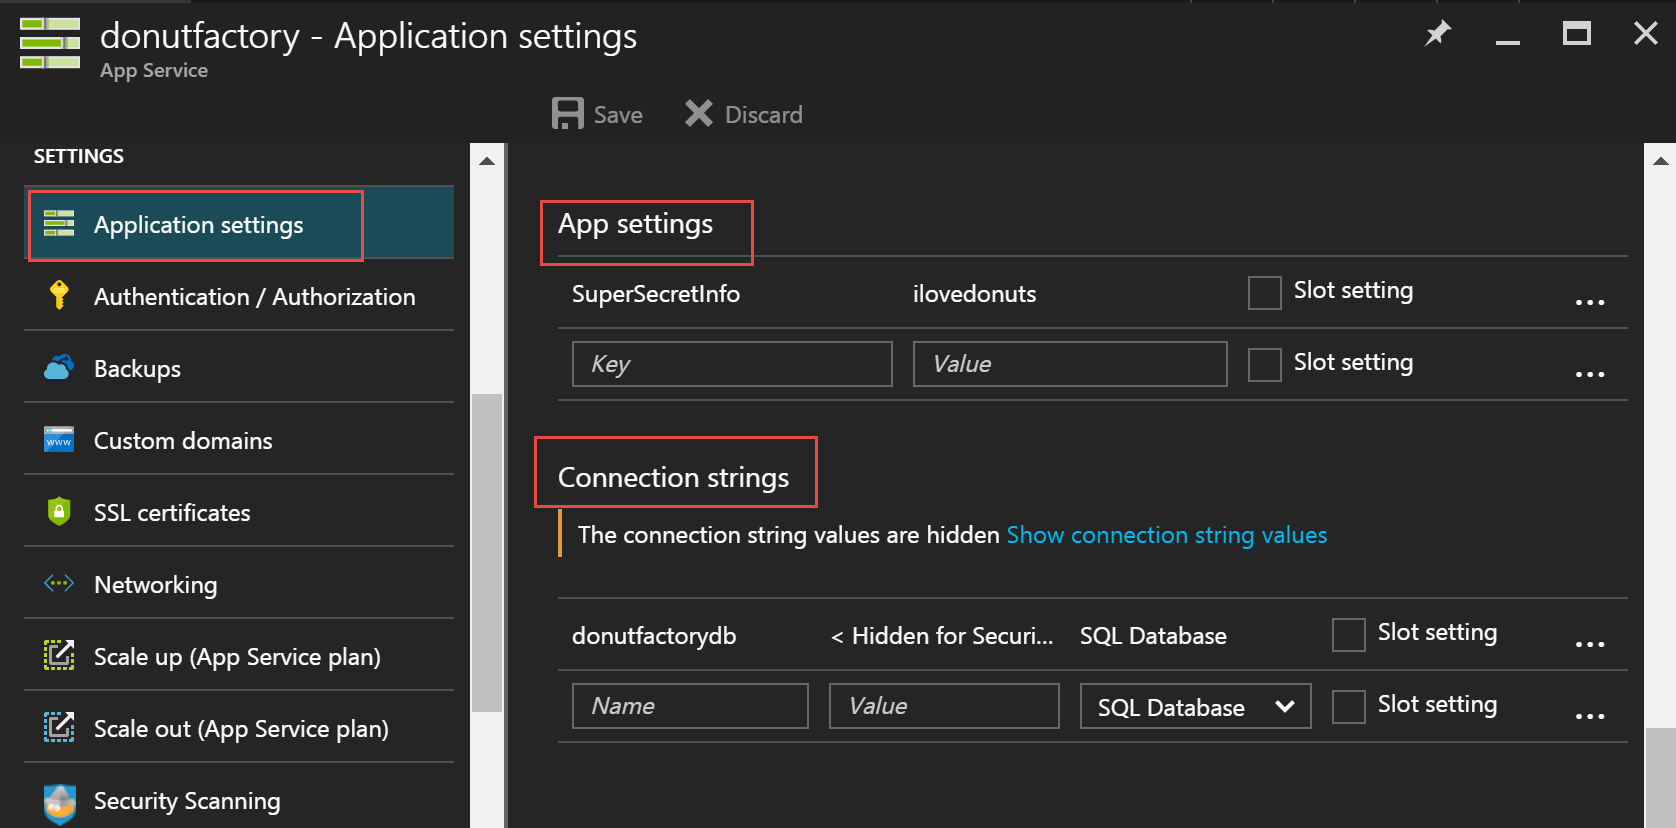 donutfactory - Application settings
App Service
Save
Discard
SETTINGS
Application settings
Authentication / Authorization
Backups
www
Custom domains
SSL certificates
Networking
Scale up (App Service plan)
Scale out (App Service plan)
Security Scanning
App settings
SuperSecretInfo ilovedonuts Slot setting ...
Key Value Slot setting ...
Connection strings
The connection string values are hidden Show connection string values
donutfactorydb < Hidden for Securi... SQL Database Slot setting ...
Name Value SQL Database Slot setting ...